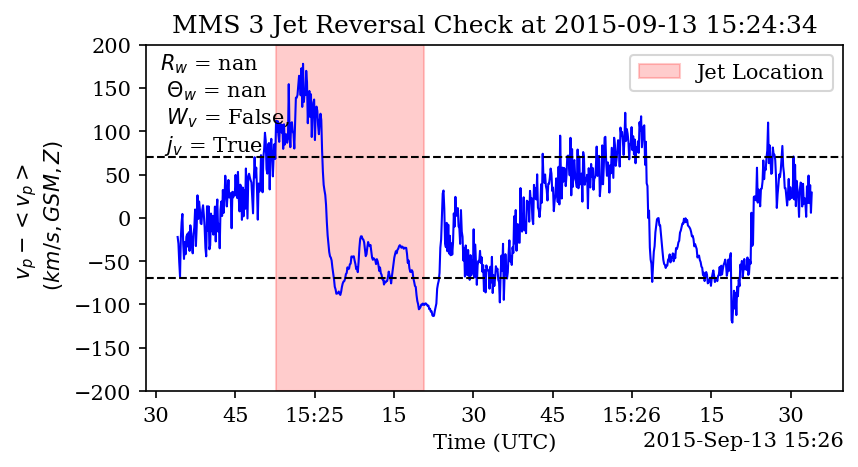 MMS 3 Jet Reversal Check at 2015-09-13 15:24:34
R_w = nan
Θ_w = nan
W_v = False,
j_v = True
Jet Location
v_p − < v_p >
(km/s, GSM, Z)
200
150
100
50
0
−50
−100
−150
−200
30 45 15:25 15 30 45 15:26 15 30
Time (UTC)
2015-Sep-13 15:26